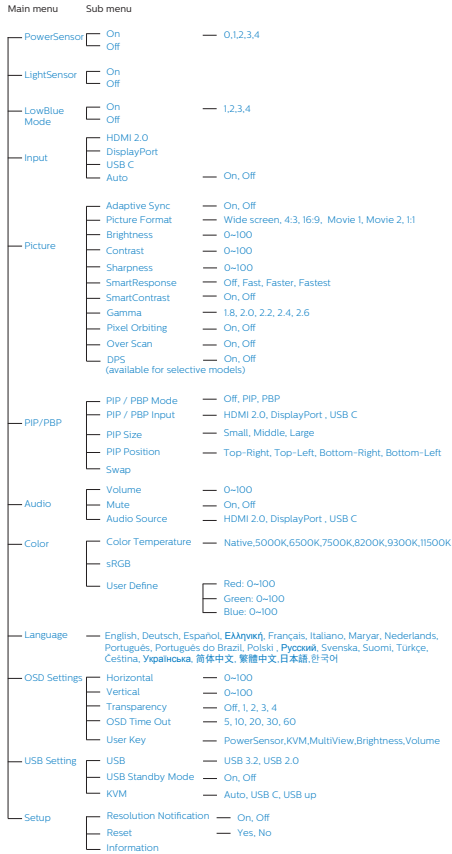 Main menu Sub menu
PowerSensor On 0,1,2,3,4
Off
LightSensor On
Off
LowBlue Mode On 1,2,3,4
Off
Input HDMI 2.0
DisplayPort
USB C
Auto On, Off
Picture Adaptive Sync On, Off
Picture Format Wide screen, 4:3, 16:9, Movie 1, Movie 2, 1:1
Brightness 0~100
Contrast 0~100
Sharpness 0~100
SmartResponse Off, Fast, Faster, Fastest
SmartContrast On, Off
Gamma 1.8, 2.0, 2.2, 2.4, 2.6
Pixel Orbiting On, Off
Over Scan On, Off
DPS On, Off
(available for selective models)
PIP/PBP PIP / PBP Mode Off, PIP, PBP
PIP / PBP Input HDMI 2.0, DisplayPort , USB C
PIP Size Small, Middle, Large
PIP Position Top-Right, Top-Left, Bottom-Right, Bottom-Left
Swap
Audio Volume 0~100
Mute On, Off
Audio Source HDMI 2.0, DisplayPort , USB C
Color Color Temperature Native,5000K,6500K,7500K,8200K,9300K,11500K
sRGB
User Define Red: 0~100
Green: 0~100
Blue: 0~100
Language English, Deutsch, Español, Ελληνική, Français, Italiano, Maryar, Nederlands,
Português, Português do Brazil, Polski , Русский, Svenska, Suomi, Türkçe,
Čeština, Українська, 简体中文, 繁體中文,日本語,한국어
OSD Settings Horizontal 0~100
Vertical 0~100
Transparency Off, 1, 2, 3, 4
OSD Time Out 5, 10, 20, 30, 60
User Key PowerSensor,KVM,MultiView,Brightness,Volume
USB Setting USB USB 3.2, USB 2.0
USB Standby Mode On, Off
KVM Auto, USB C, USB up
Setup Resolution Notification On, Off
Reset Yes, No
Information